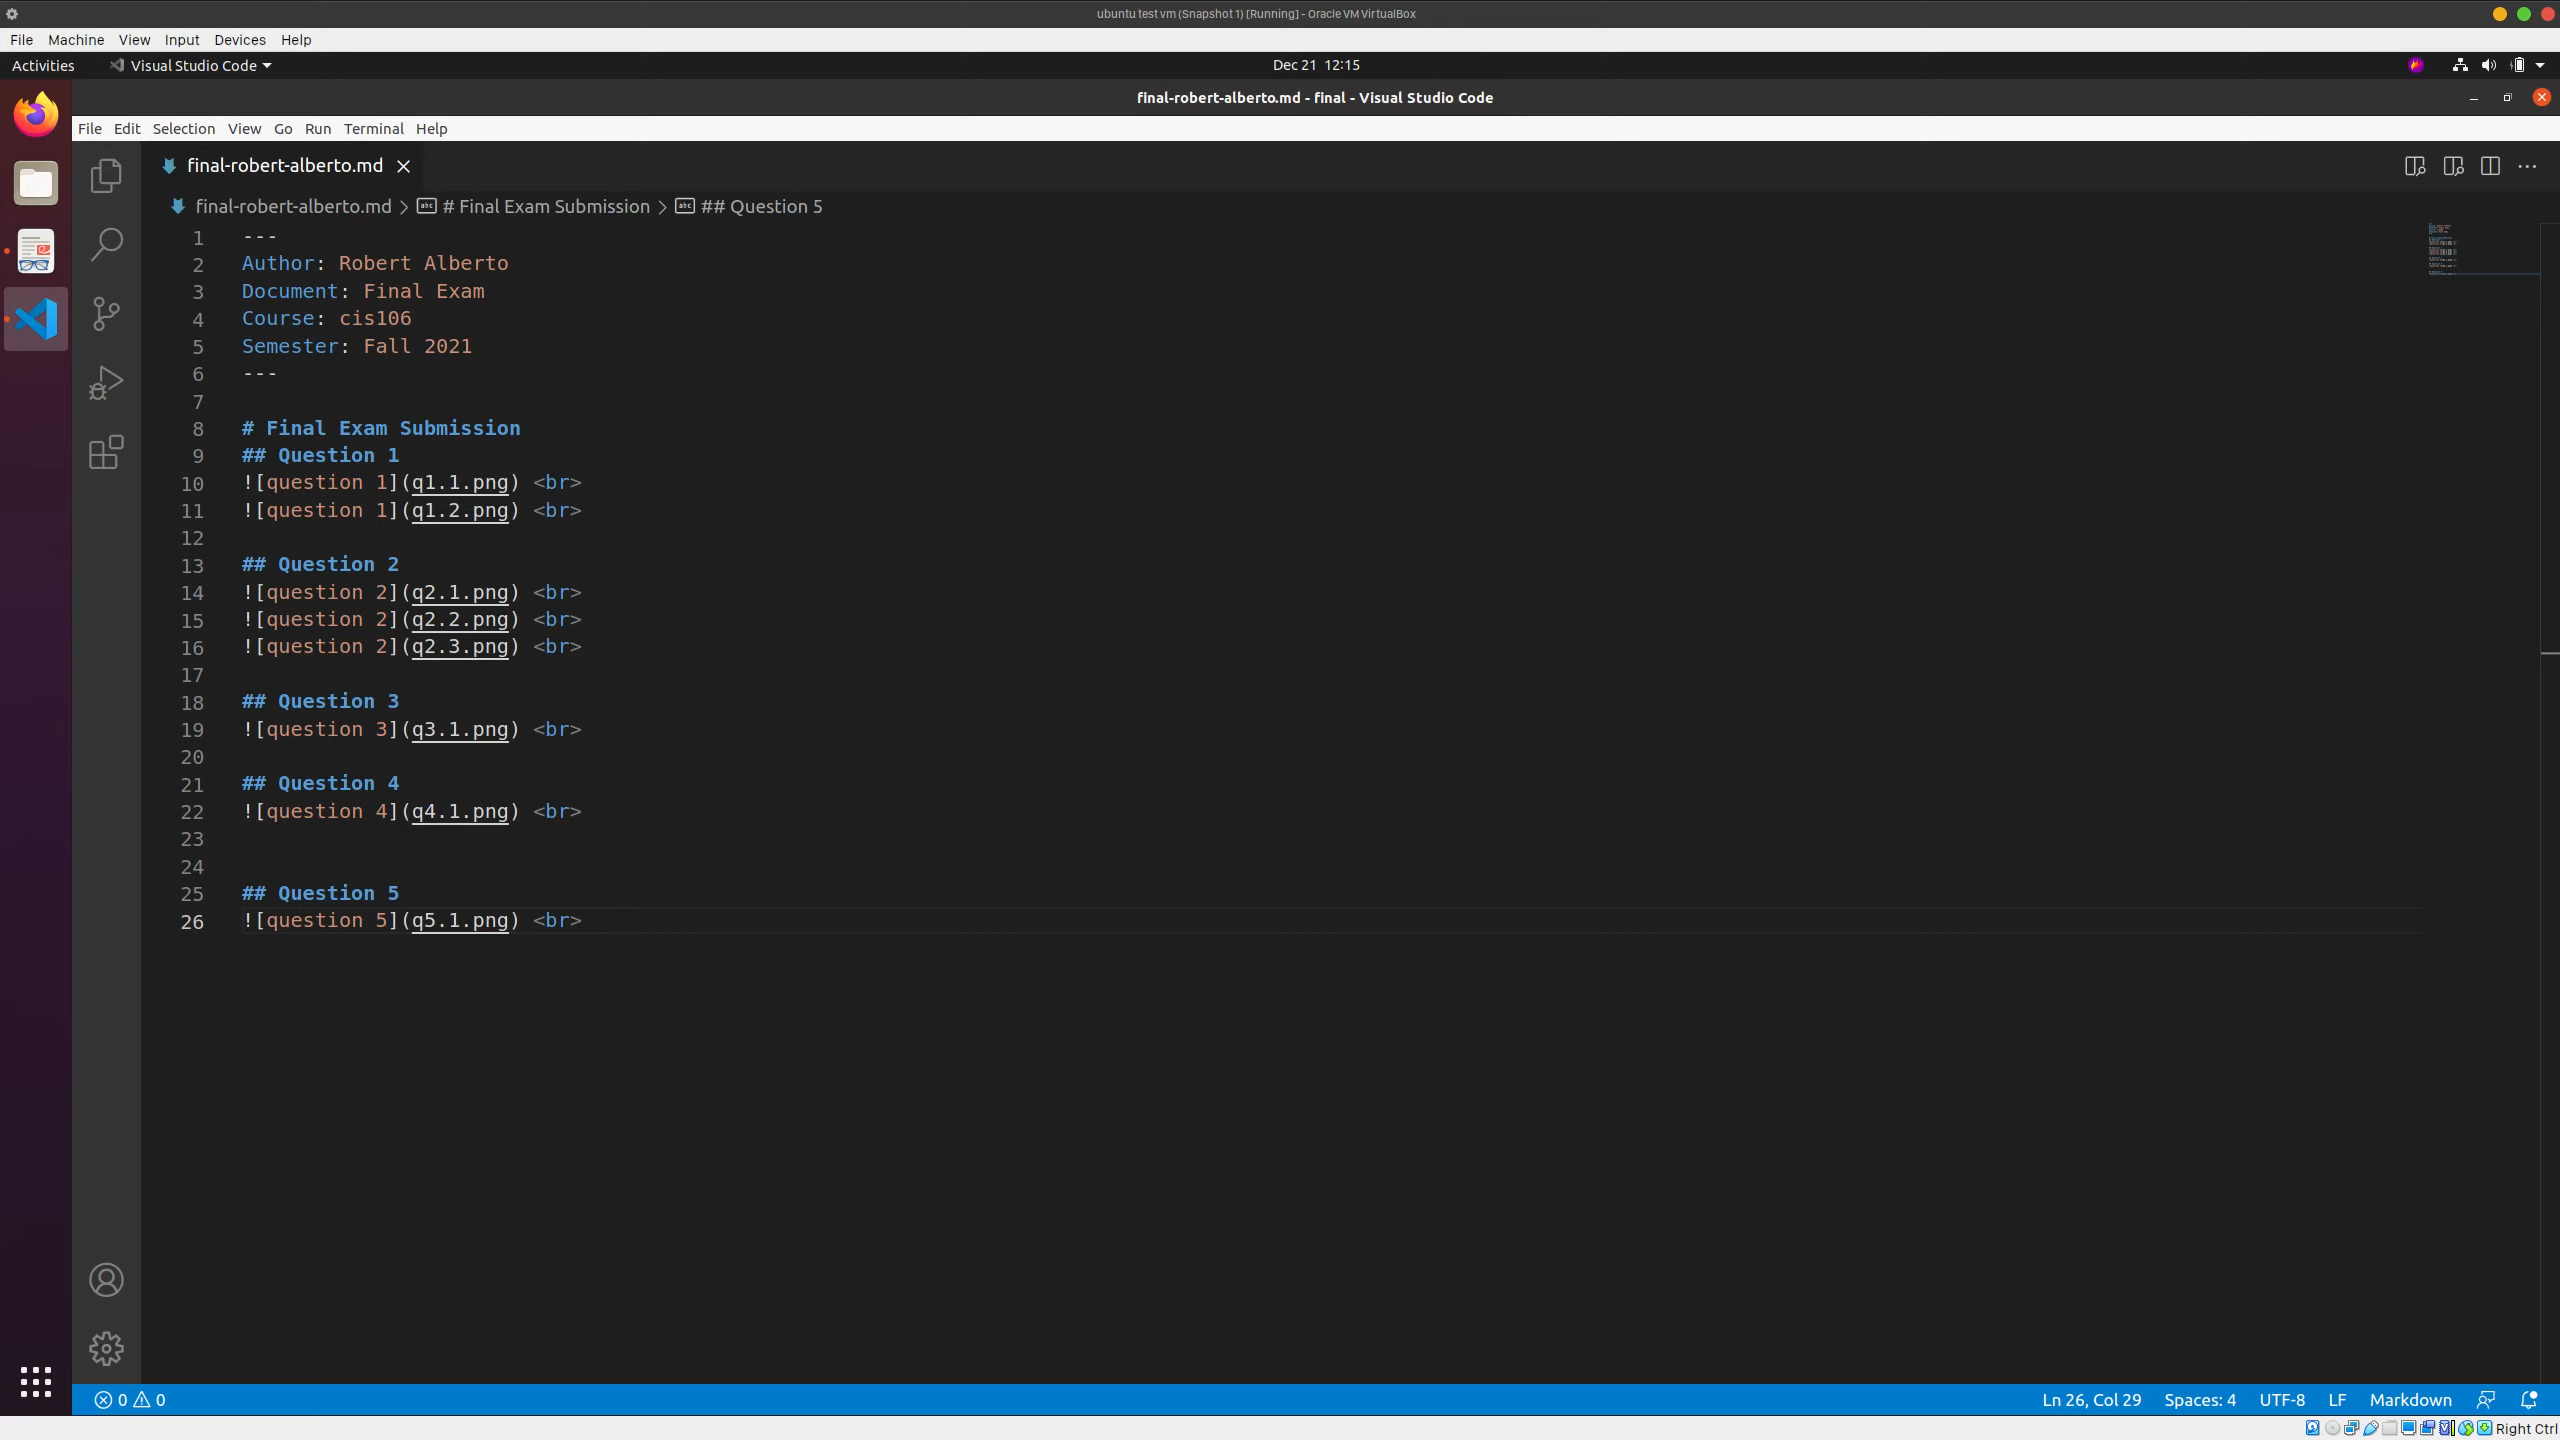 ubuntu test vm (Snapshot 1) [Running] - Oracle VM VirtualBox
File Machine View Input Devices Help
Activities Visual Studio Code Dec 21 12:15
final-robert-alberto.md - final - Visual Studio Code
File Edit Selection View Go Run Terminal Help
final-robert-alberto.md
final-robert-alberto.md > # Final Exam Submission > ## Question 5
1 ---
2 Author: Robert Alberto
3 Document: Final Exam
4 Course: cis106
5 Semester: Fall 2021
6 ---
7
8 # Final Exam Submission
9 ## Question 1
10 ![question 1](q1.1.png) <br>
11 ![question 1](q1.2.png) <br>
12
13 ## Question 2
14 ![question 2](q2.1.png) <br>
15 ![question 2](q2.2.png) <br>
16 ![question 2](q2.3.png) <br>
17
18 ## Question 3
19 ![question 3](q3.1.png) <br>
20
21 ## Question 4
22 ![question 4](q4.1.png) <br>
23
24
25 ## Question 5
26 ![question 5](q5.1.png) <br>
0 0 Ln 26, Col 29 Spaces: 4 UTF-8 LF Markdown
Right Ctrl